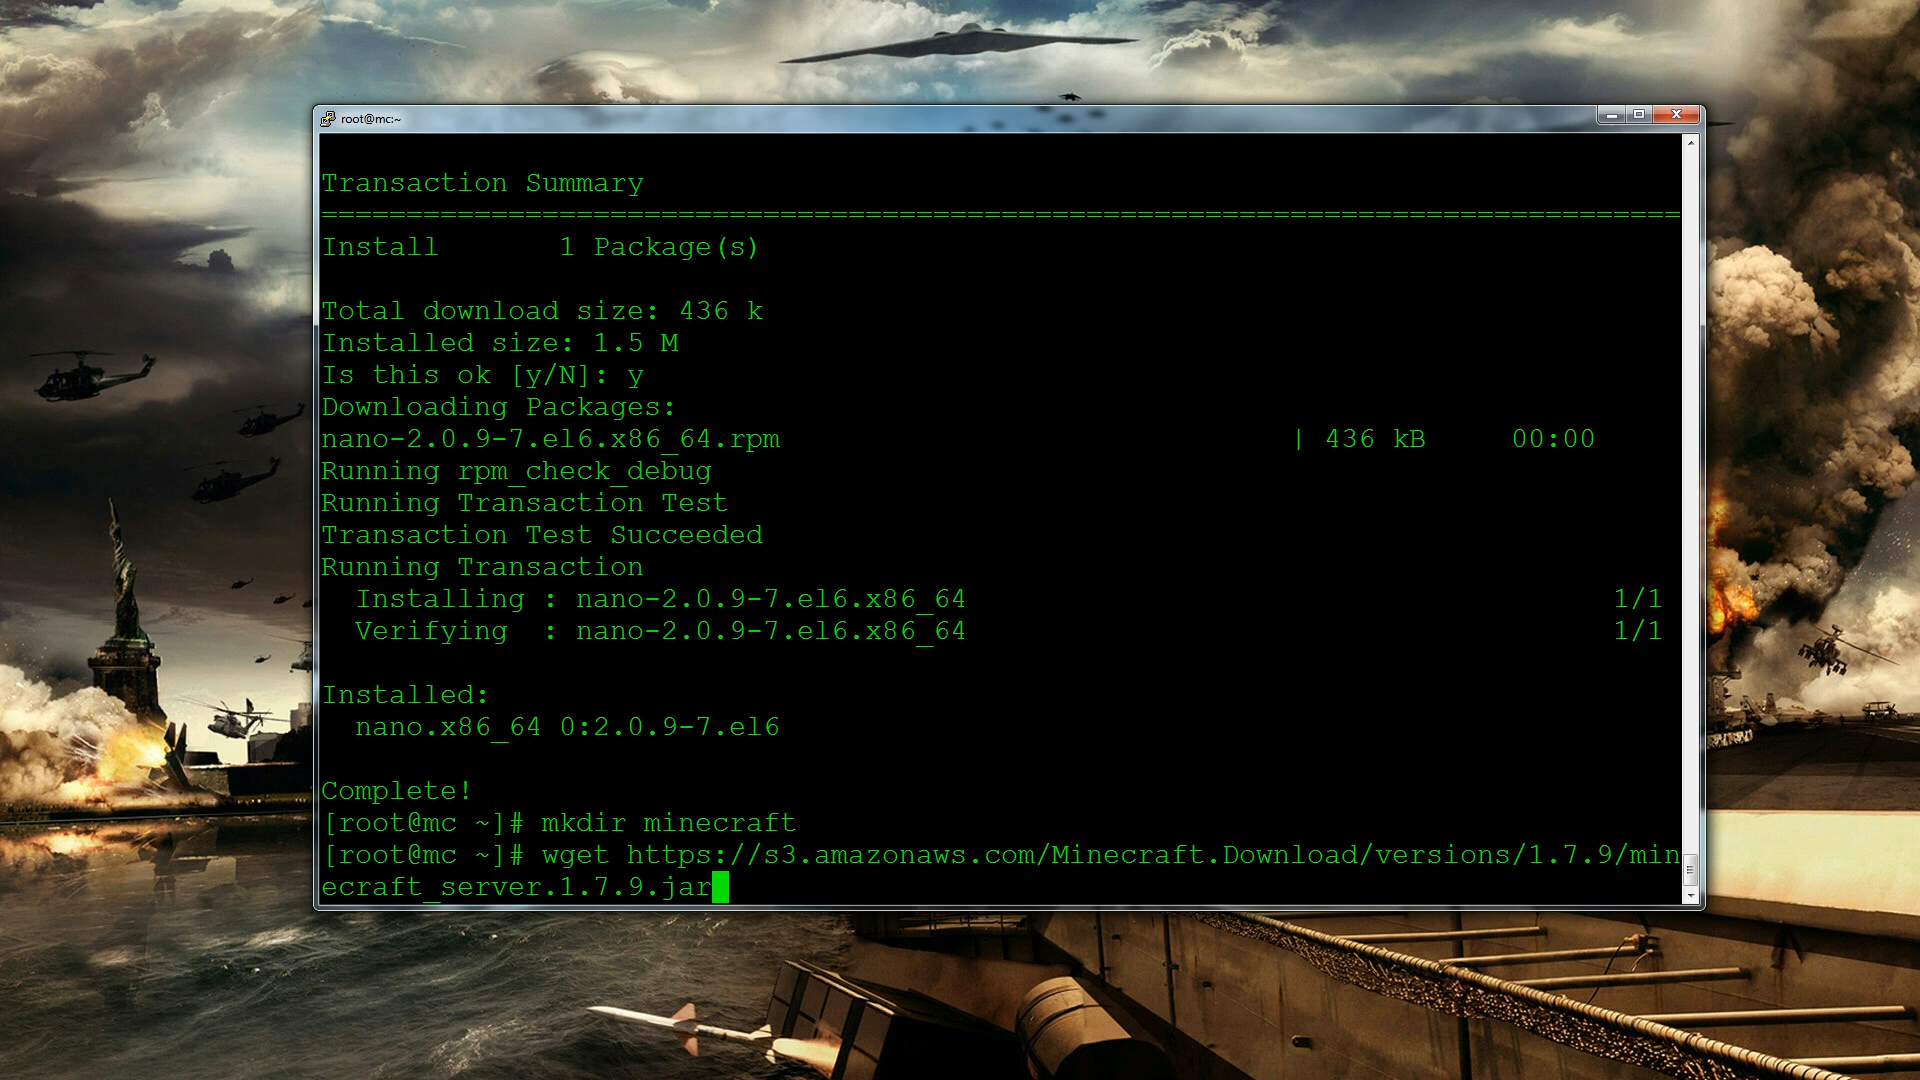 root@mc:~
Transaction Summary
================================================================================
Install       1 Package(s)
Total download size: 436 k
Installed size: 1.5 M
Is this ok [y/N]: y
Downloading Packages:
nano-2.0.9-7.el6.x86_64.rpm                              | 436 kB     00:00
Running rpm_check_debug
Running Transaction Test
Transaction Test Succeeded
Running Transaction
  Installing : nano-2.0.9-7.el6.x86_64                                      1/1
  Verifying  : nano-2.0.9-7.el6.x86_64                                      1/1
Installed:
  nano.x86_64 0:2.0.9-7.el6
Complete!
[root@mc ~]# mkdir minecraft
[root@mc ~]# wget https://s3.amazonaws.com/Minecraft.Download/versions/1.7.9/min
ecraft_server.1.7.9.jar